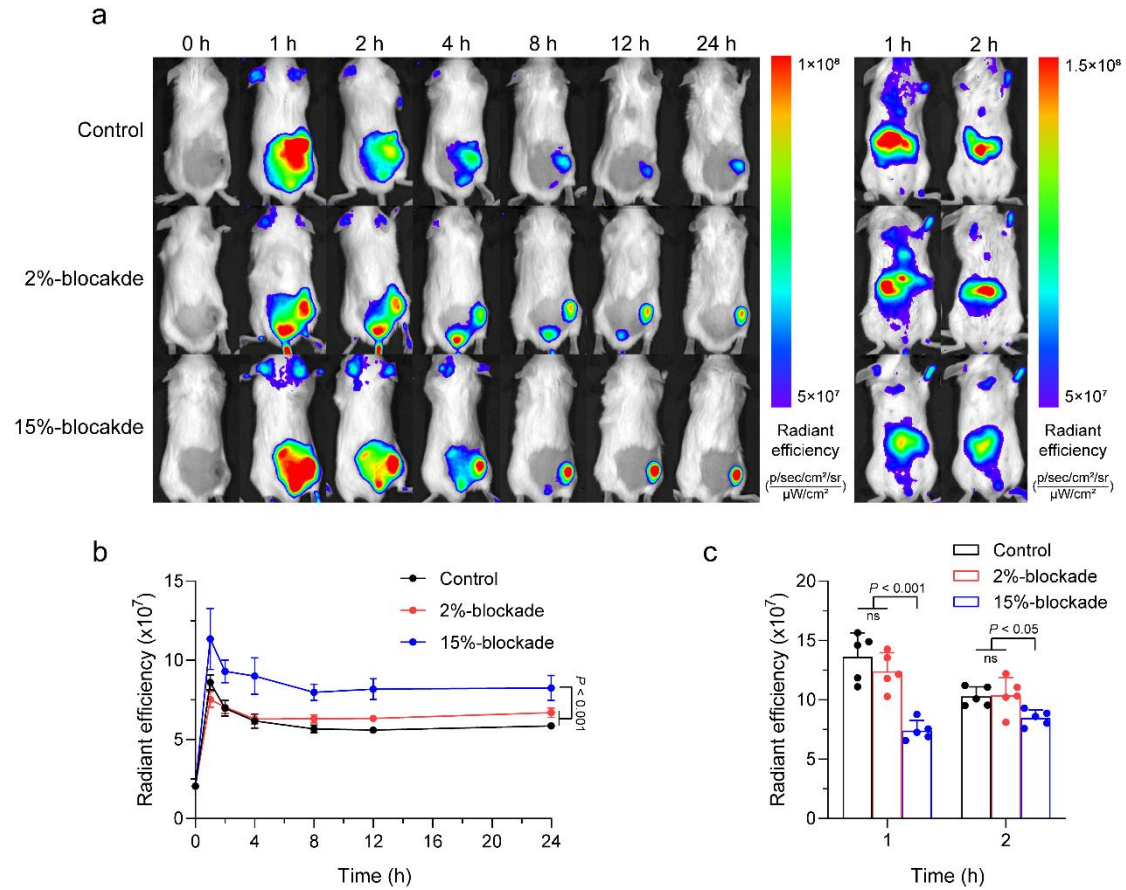 a
0 h 1 h 2 h 4 h 8 h 12 h 24 h
1 h 2 h
Control
2%-blocakde
15%-blocakde
1×10⁸
5×10⁷
Radiant
efficiency
(p/sec/cm²/sr)
μW/cm²
1.5×10⁸
5×10⁷
Radiant
efficiency
(p/sec/cm²/sr)
μW/cm²
b
Control
2%-blockade
15%-blockade
Radiant efficiency (x10⁷)
15
10
5
0
0 4 8 12 16 20 24
Time (h)
P < 0.001
c
Control
2%-blockade
15%-blockade
Radiant efficiency (x10⁷)
20
15
10
5
0
P < 0.001
ns
P < 0.05
ns
1 2
Time (h)